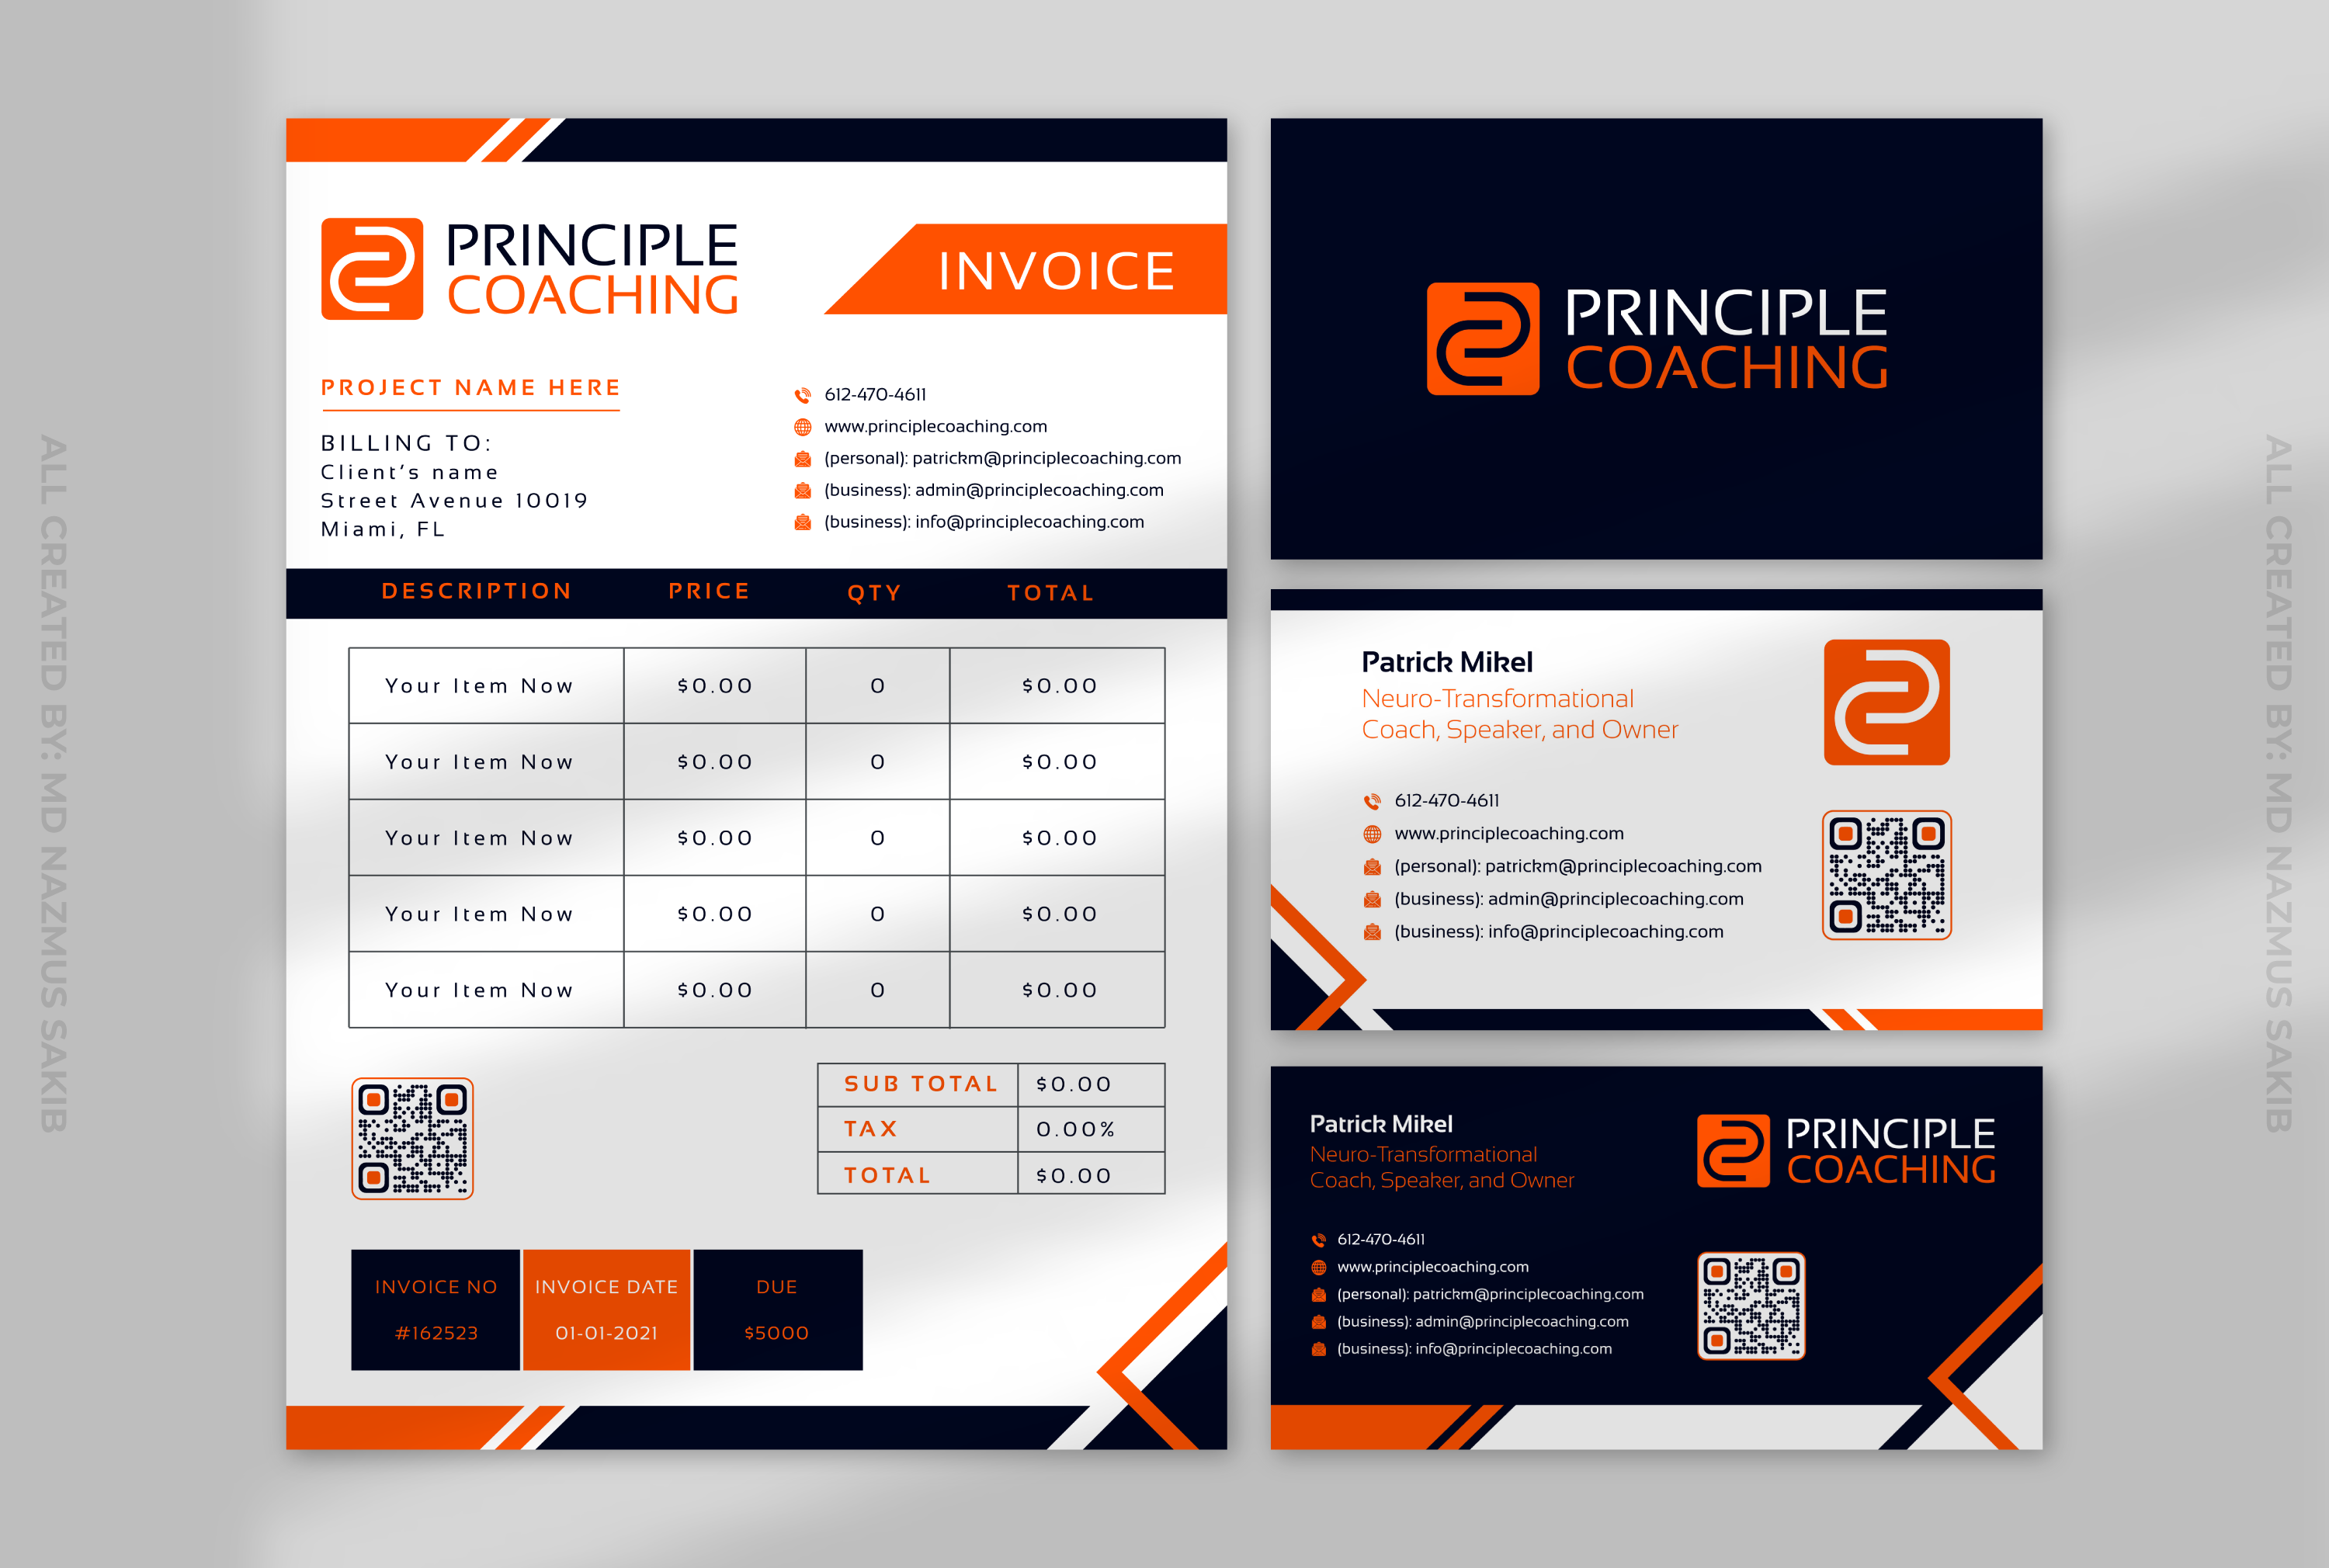 ALL CREATED BY: MD NAZMUS SAKIB
PRINCIPLE
COACHING
INVOICE
PROJECT NAME HERE
BILLING TO:
Client's name
Street Avenue 10019
Miami, FL
612-470-4611
www.principlecoaching.com
(personal): patrickm@principlecoaching.com
(business): admin@principlecoaching.com
(business): info@principlecoaching.com
DESCRIPTION PRICE QTY TOTAL
Your Item Now $0.00 0 $0.00
Your Item Now $0.00 0 $0.00
Your Item Now $0.00 0 $0.00
Your Item Now $0.00 0 $0.00
Your Item Now $0.00 0 $0.00
SUB TOTAL $0.00
TAX 0.00%
TOTAL $0.00
INVOICE NO INVOICE DATE DUE
#162523 01-01-2021 $5000
PRINCIPLE
COACHING
Patrick Mikel
Neuro-Transformational
Coach, Speaker, and Owner
612-470-4611
www.principlecoaching.com
(personal): patrickm@principlecoaching.com
(business): admin@principlecoaching.com
(business): info@principlecoaching.com
Patrick Mikel
Neuro-Transformational
Coach, Speaker, and Owner
PRINCIPLE
COACHING
612-470-4611
www.principlecoaching.com
(personal): patrickm@principlecoaching.com
(business): admin@principlecoaching.com
(business): info@principlecoaching.com
ALL CREATED BY: MD NAZMUS SAKIB